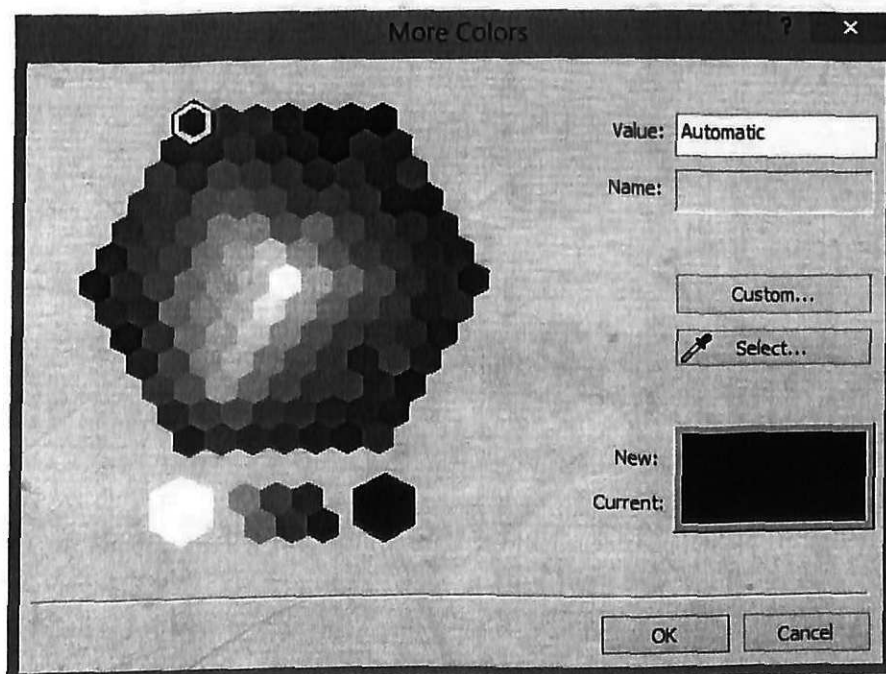 More Colors ? ×
Value: Automatic
Name:
Custom...
Select...
New:
Current:
OK Cancel